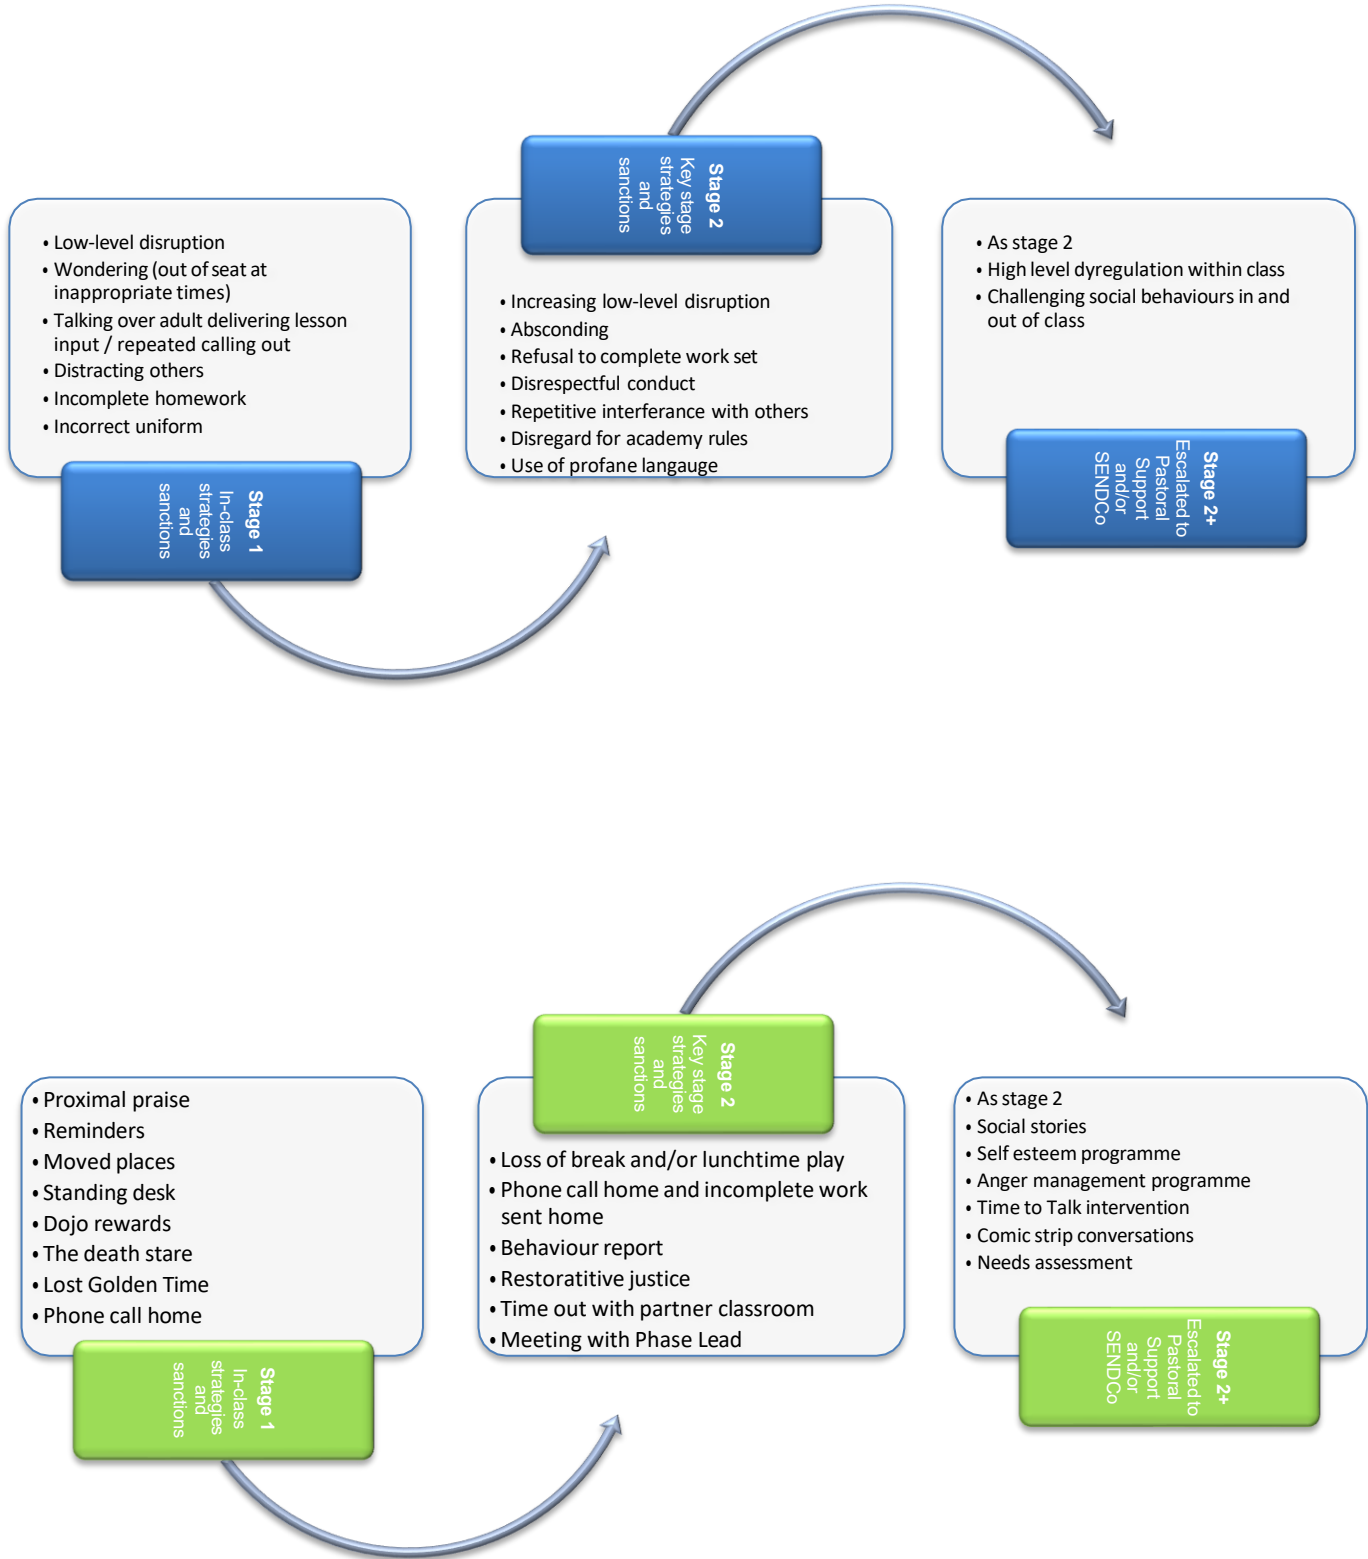 • Low-level disruption
• Wondering (out of seat at
inappropriate times)
• Talking over adult delivering lesson
input / repeated calling out
• Distracting others
• Incomplete homework
• Incorrect uniform
Stage 1
In-class
strategies
and
sanctions
Stage 2
Key stage
strategies
and
sanctions
• Increasing low-level disruption
• Absconding
• Refusal to complete work set
• Disrespectful conduct
• Repetitive interferance with others
• Disregard for academy rules
• Use of profane langauge
• As stage 2
• High level dyregulation within class
• Challenging social behaviours in and
out of class
Stage 2+
Escalated to
Pastoral
Support
and/or
SENDCo
• Proximal praise
• Reminders
• Moved places
• Standing desk
• Dojo rewards
• The death stare
• Lost Golden Time
• Phone call home
Stage 1
In-class
strategies
and
sanctions
Stage 2
Key stage
strategies
and
sanctions
• Loss of break and/or lunchtime play
• Phone call home and incomplete work
sent home
• Behaviour report
• Restoratitive justice
• Time out with partner classroom
• Meeting with Phase Lead
• As stage 2
• Social stories
• Self esteem programme
• Anger management programme
• Time to Talk intervention
• Comic strip conversations
• Needs assessment
Stage 2+
Escalated to
Pastoral
Support
and/or
SENDCo